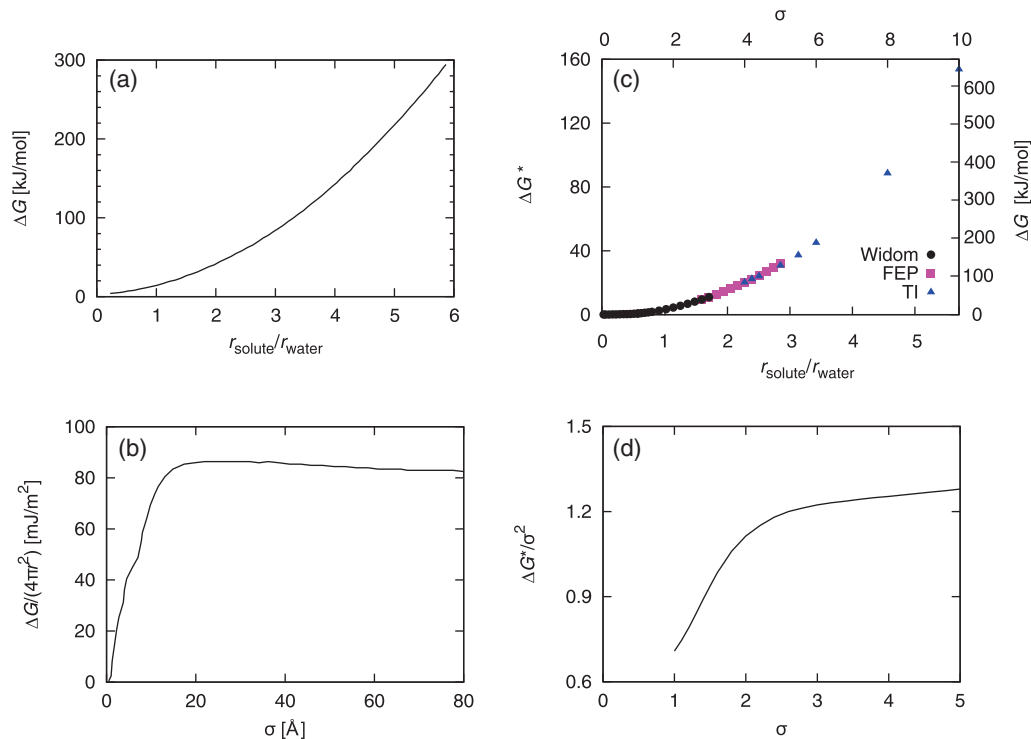 (a)
300
200
100
0
ΔG [kJ/mol]
0 1 2 3 4 5 6
r_solute/r_water
σ
0 2 3 4 5 6 8 10
(c)
160
120
80
40
0
ΔG*
600
500
400
300
200
100
0
ΔG [kJ/mol]
Widom
FEP
TI
0 1 2 3 4 5
r_solute/r_water
(b)
100
80
60
40
20
0
ΔG/(4πr²) [mJ/m²]
0 20 40 60 80
σ [Å]
(d)
1.5
1.2
0.9
0.6
ΔG*/σ²
0 1 2 3 4 5
σ